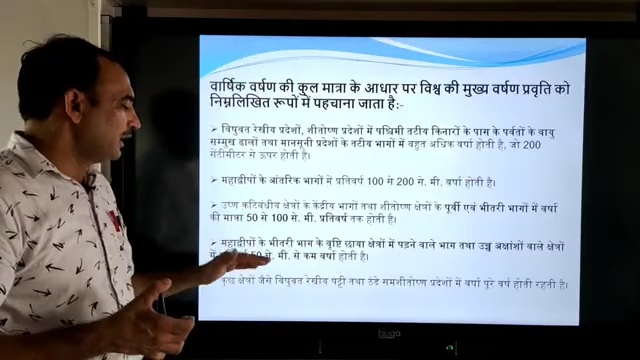 वार्षिक वर्षण की कुल मात्रा के आधार पर विश्व की मुख्य वर्षण प्रवृति को
निम्नलिखित रूपों में पहचाना जाता है:-
➢ विषुवत रेखीय प्रदेशों, शीतोष्ण प्रदेशों में पश्चिमी तटीय किनारों के पास के पर्वतों के वायु
सम्मुख ढालों तथा मानसूनी प्रदेशों के तटीय भागों में बहुत अधिक वर्षा होती है, जो 200
सेंटीमीटर से ऊपर होती है।
➢ महाद्वीपों के आंतरिक भागों में प्रतिवर्ष 100 से 200 से. मी. वर्षा होती है।
➢ उष्ण कटिबंधीय क्षेत्रों के केंद्रीय भागों तथा शीतोष्ण क्षेत्रों के पूर्वी एवं भीतरी भागों में वर्षा
की मात्रा 50 से 100 से. मी. प्रतिवर्ष तक होती है।
➢ महाद्वीपों के भीतरी भाग के वृष्टि छाया क्षेत्रों में पड़ने वाले भाग तथा उच्च अक्षांशों वाले क्षेत्रों
में 50 से. मी. से कम वर्षा होती है।
कुछ क्षेत्रों जैसे विषुवत रेखीय पट्टी तथा ठंडे समशीतोष्ण प्रदेशों में वर्षा पूरे वर्ष होती रहती है।
hugo